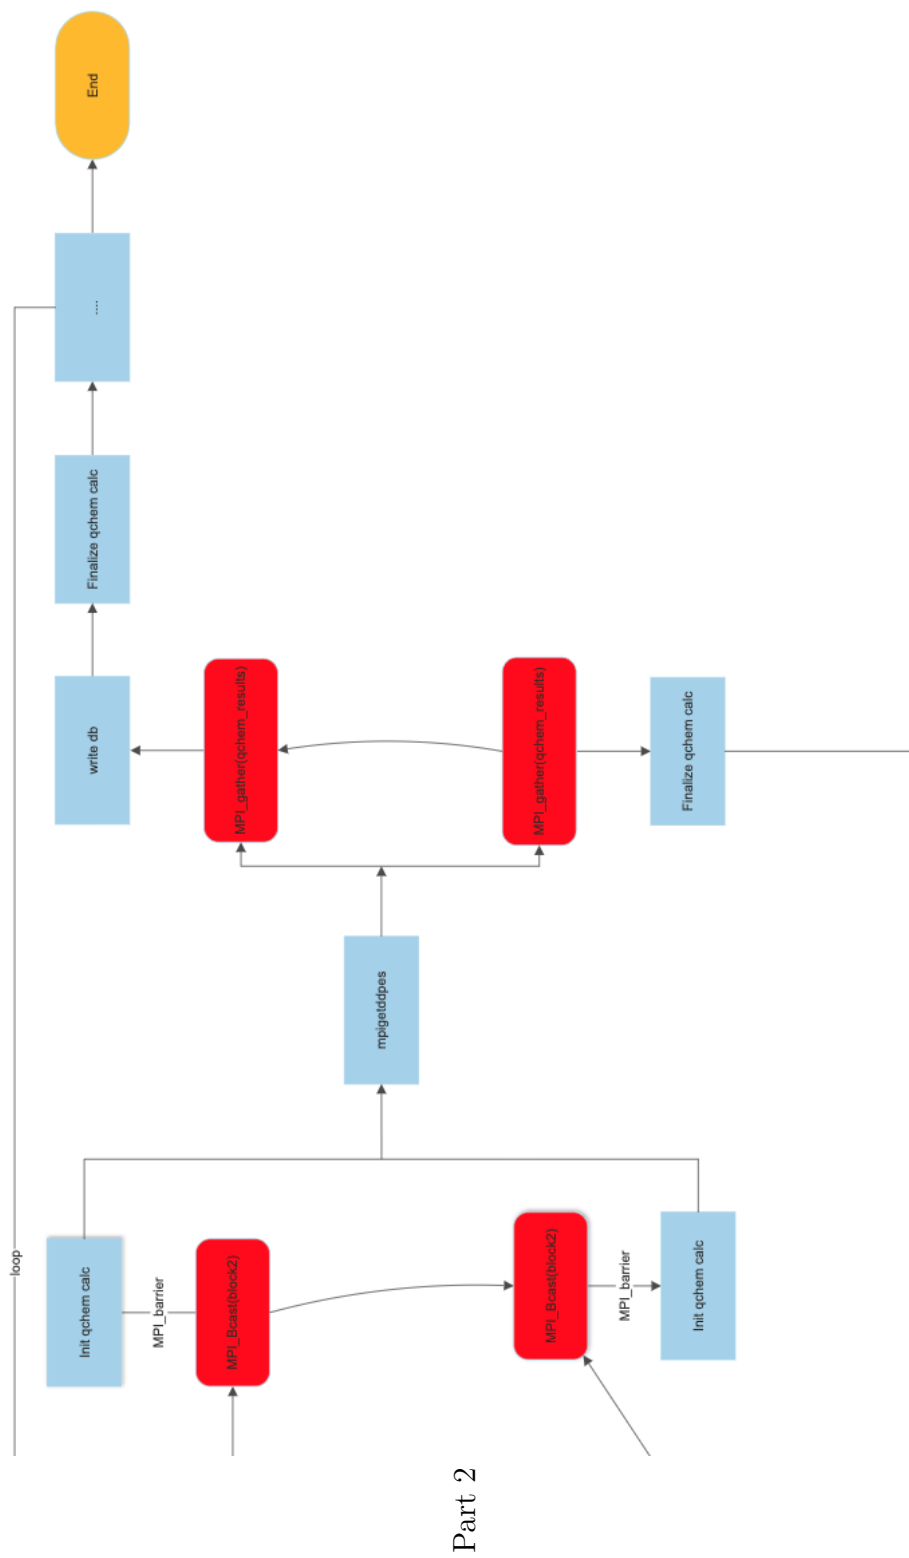 loop
Init qchem calc
MPI_barrier
MPI_Bcast(block2)
MPI_Bcast(block2)
MPI_barrier
Init qchem calc
mpigetddpes
MPI_gather(qchem_results)
MPI_gather(qchem_results)
write db
Finalize qchem calc
Finalize qchem calc
....
End
Part 2